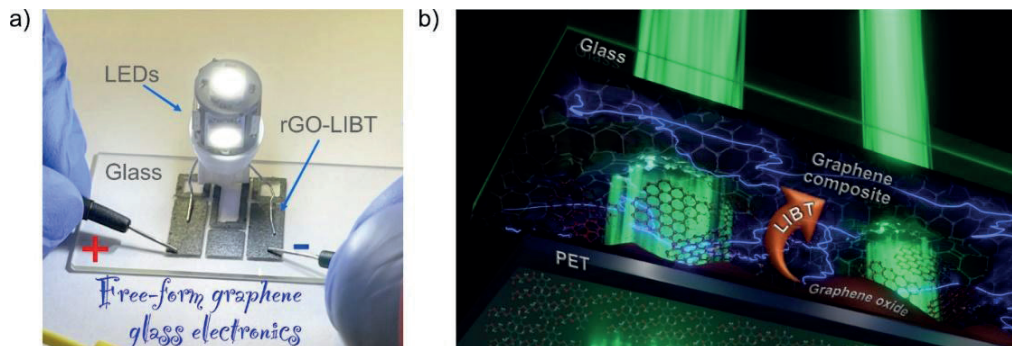 a)
LEDs
rGO-LIBT
Glass
+
-
Free-form graphene
glass electronics
b)
Glass
Graphene
composite
LIBT
PET
Graphene oxide